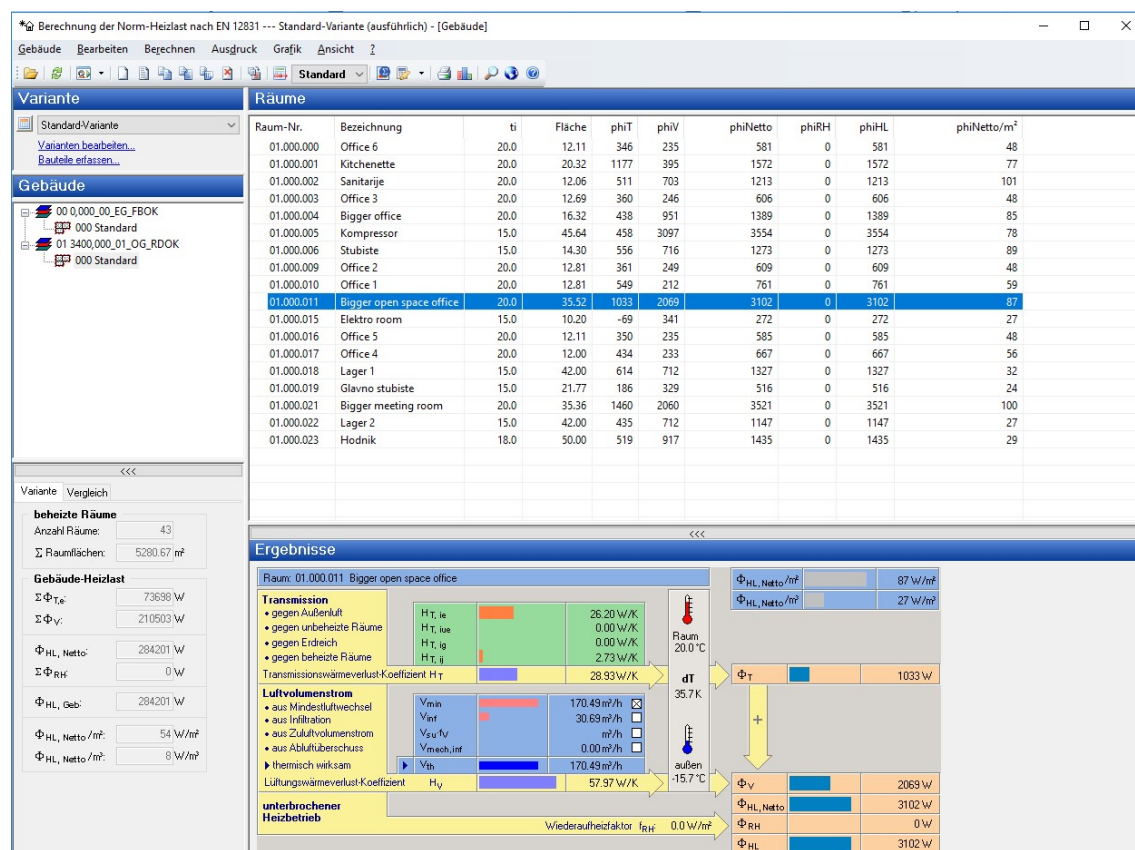 *Berechnung der Norm-Heizlast nach EN 12831 --- Standard-Variante (ausführlich) - [Gebäude]
Gebäude Bearbeiten Berechnen Ausdruck Grafik Ansicht ?
Standard
Variante
Standard-Variante
Varianten bearbeiten...
Bauteile erfassen...
Gebäude
00 0,000_00_EG_FBOK
000 Standard
01 3400,000_01_OG_RDOK
000 Standard
<<<
Variante Vergleich
beheizte Räume
Anzahl Räume: 43
Σ Raumflächen: 5280.67 m²
Gebäude-Heizlast
ΣΦT,e: 73698 W
ΣΦV: 210503 W
ΦHL, Netto: 284201 W
ΣΦRH: 0 W
ΦHL, Geb: 284201 W
ΦHL, Netto /m²: 54 W/m²
ΦHL, Netto /m³: 8 W/m³
Räume
Raum-Nr. Bezeichnung ti Fläche phiT phiV phiNetto phiRH phiHL phiNetto/m²
01.000.000 Office 6 20.0 12.11 346 235 581 0 581 48
01.000.001 Kitchenette 20.0 20.32 1177 395 1572 0 1572 77
01.000.002 Sanitarije 20.0 12.06 511 703 1213 0 1213 101
01.000.003 Office 3 20.0 12.69 360 246 606 0 606 48
01.000.004 Bigger office 20.0 16.32 438 951 1389 0 1389 85
01.000.005 Kompressor 15.0 45.64 458 3097 3554 0 3554 78
01.000.006 Stubiste 15.0 14.30 556 716 1273 0 1273 89
01.000.009 Office 2 20.0 12.81 361 249 609 0 609 48
01.000.010 Office 1 20.0 12.81 549 212 761 0 761 59
01.000.011 Bigger open space office 20.0 35.52 1033 2069 3102 0 3102 87
01.000.015 Elektro room 15.0 10.20 -69 341 272 0 272 27
01.000.016 Office 5 20.0 12.11 350 235 585 0 585 48
01.000.017 Office 4 20.0 12.00 434 233 667 0 667 56
01.000.018 Lager 1 15.0 42.00 614 712 1327 0 1327 32
01.000.019 Glavno stubiste 15.0 21.77 186 329 516 0 516 24
01.000.021 Bigger meeting room 20.0 35.36 1460 2060 3521 0 3521 100
01.000.022 Lager 2 15.0 42.00 435 712 1147 0 1147 27
01.000.023 Hodnik 18.0 50.00 519 917 1435 0 1435 29
<<<
Ergebnisse
Raum: 01.000.011 Bigger open space office
ΦHL, Netto/m² 87 W/m²
ΦHL, Netto/m³ 27 W/m³
Transmission
• gegen Außenluft HT, ie 26.20 W/K
• gegen unbeheizte Räume HT, iue 0.00 W/K
• gegen Erdreich HT, ig 0.00 W/K
• gegen beheizte Räume HT, ij 2.73 W/K
Transmissionswärmeverlust-Koeffizient HT 28.93 W/K
Raum
20.0 °C
dT
35.7 K
außen
-15.7 °C
ΦT 1033 W
+
Luftvolumenstrom
• aus Mindestluftwechsel Vmin 170.49 m³/h
• aus Infiltration Vinf 30.69 m³/h
• aus Zuluftvolumenstrom Vsu·fV m³/h
• aus Abluftüberschuss Vmech,inf 0.00 m³/h
thermisch wirksam Vth 170.49 m³/h
Lüftungswärmeverlust-Koeffizient HV 57.97 W/K
ΦV 2069 W
ΦHL, Netto 3102 W
unterbrochener
Heizbetrieb
Wiederaufheizfaktor fRH: 0.0 W/m²
ΦRH 0 W
ΦHL 3102 W